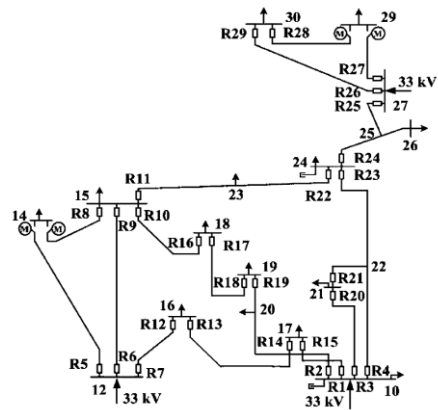 30
29
R29 R28
M
M
R27
R26
33 kV
R25
27
25
26
24
R24
R23
R11
R22
15
23
14
R8
R10
R9
M
M
18
R16
R17
22
19
R18
R19
R21
21
R20
16
20
17
R12
R13
R14
R15
R5
R6
R7
R2
R4
R1
R3
10
12
33 kV
33 kV